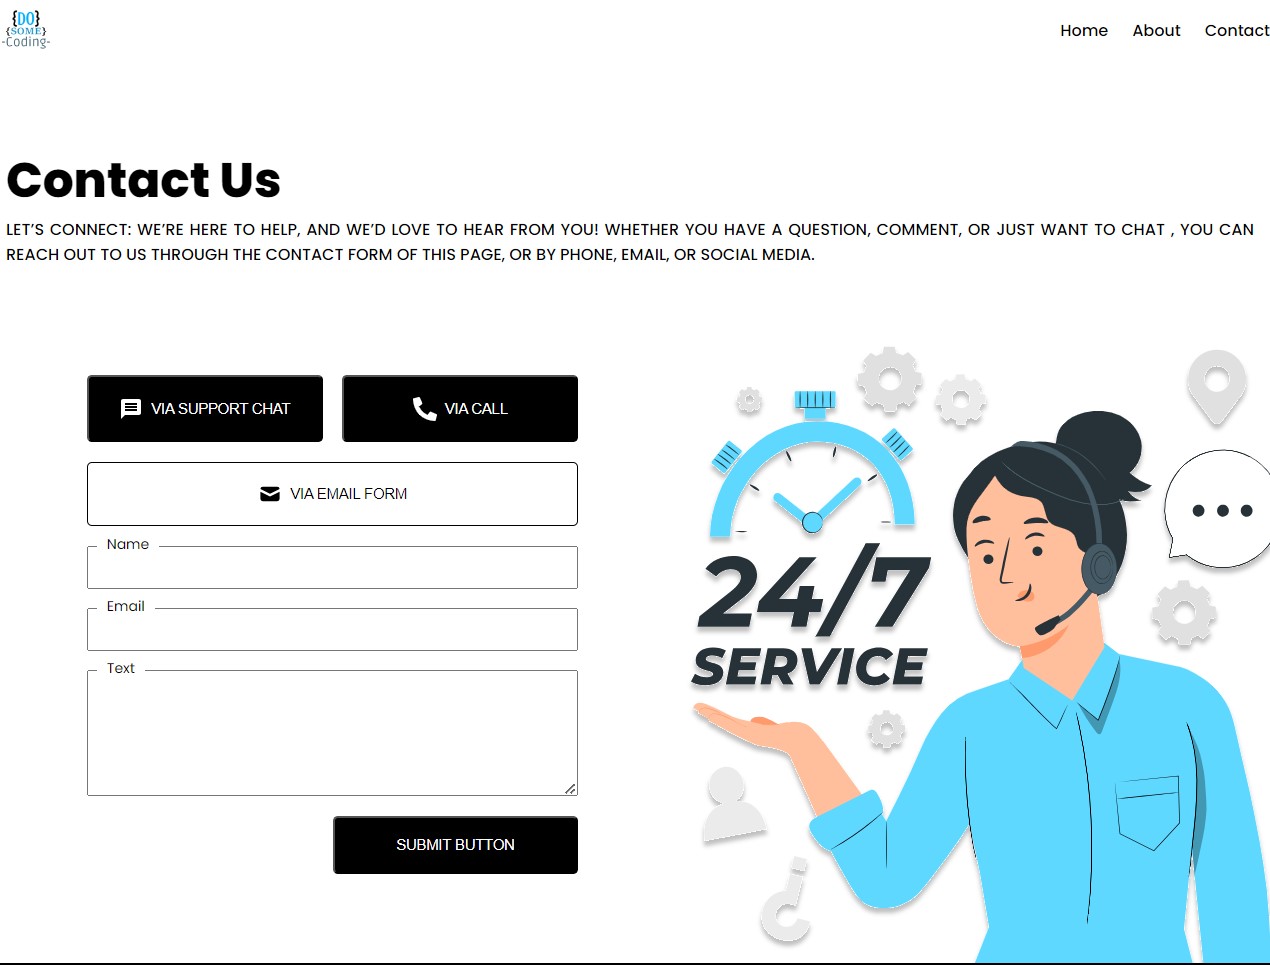 {DO}
{SOME}
-Coding-
Home About Contact
Contact Us
LET’S CONNECT: WE’RE HERE TO HELP, AND WE’D LOVE TO HEAR FROM YOU! WHETHER YOU HAVE A QUESTION, COMMENT, OR JUST WANT TO CHAT , YOU CAN
REACH OUT TO US THROUGH THE CONTACT FORM OF THIS PAGE, OR BY PHONE, EMAIL, OR SOCIAL MEDIA.
VIA SUPPORT CHAT
VIA CALL
VIA EMAIL FORM
Name
Email
Text
SUBMIT BUTTON
24/7
SERVICE